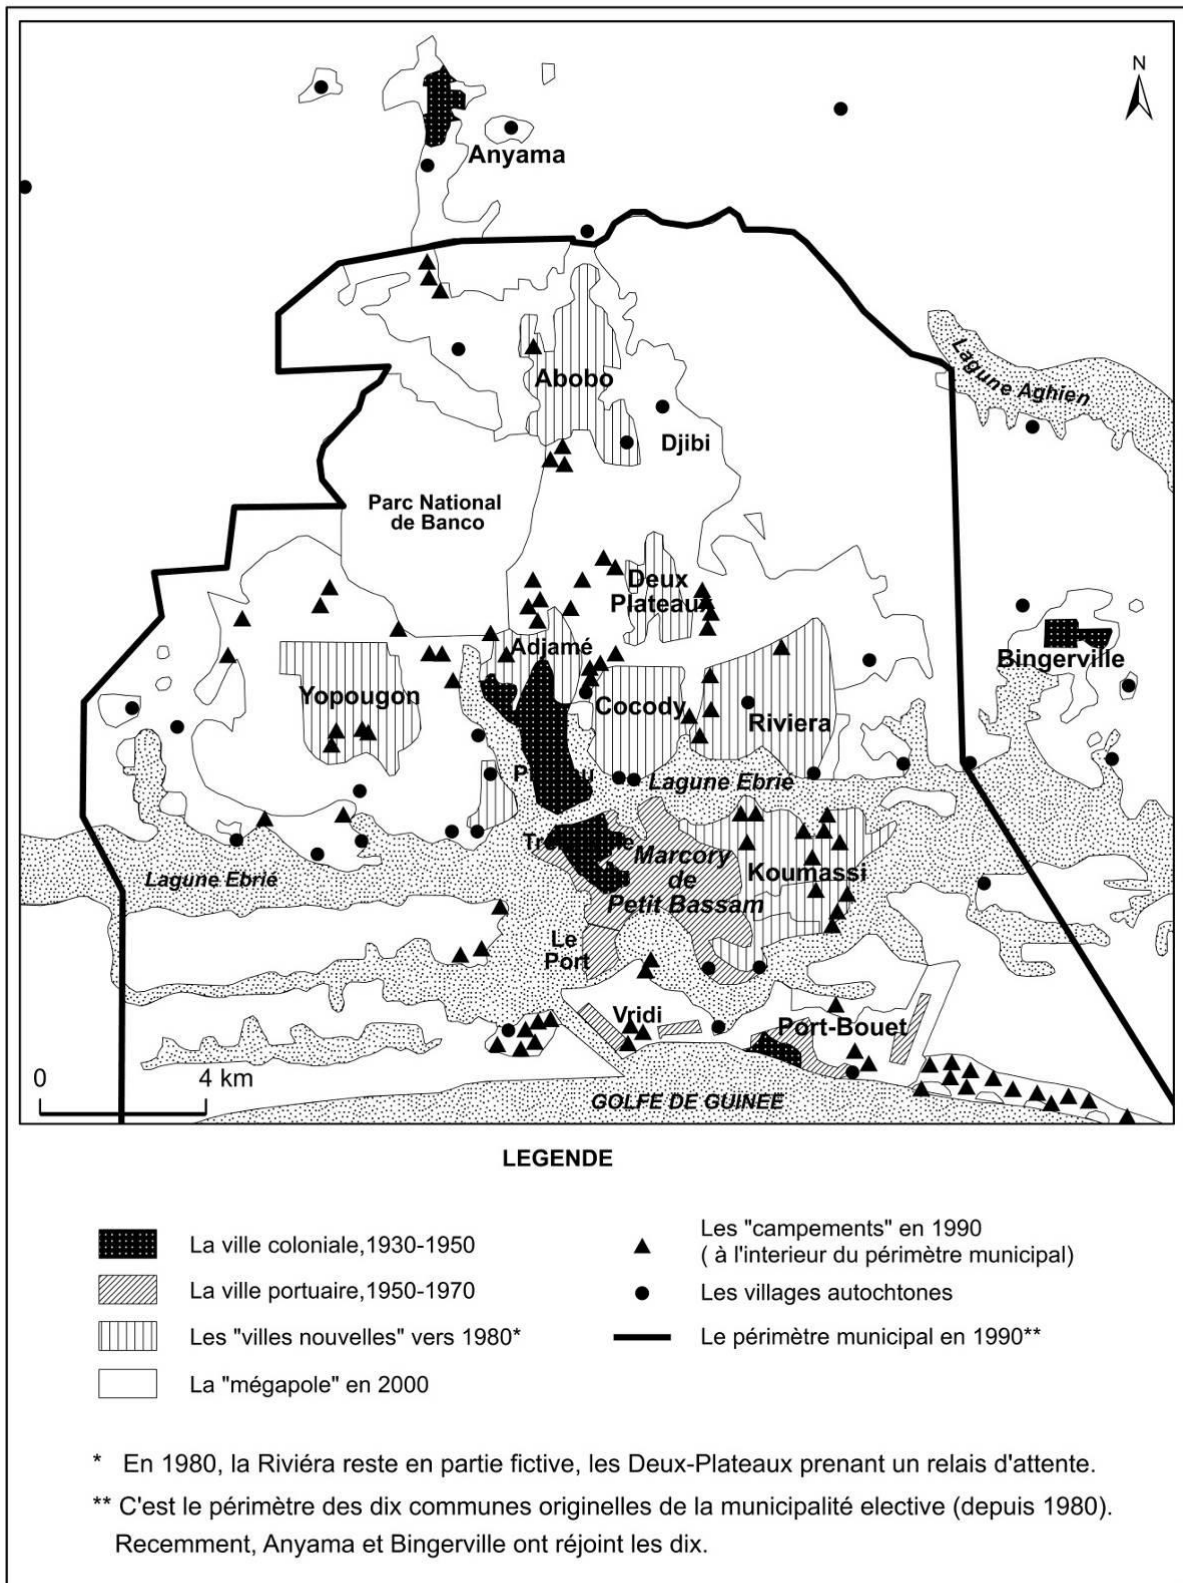 N
Anyama
Lagune Aghien
Abobo
Djibi
Parc National
de Banco
Deux
Plateaux
Adjamé
Bingerville
Yopougon
Cocody
Riviera
Lagune Ebrié
Marcory
de
Petit Bassam
Koumassi
Lagune Ebrié
Le
Port
Vridi
Port-Bouet
0 4 km
GOLFE DE GUINEE
LEGENDE
La ville coloniale,1930-1950
La ville portuaire,1950-1970
Les "villes nouvelles" vers 1980*
La "mégapole" en 2000
Les "campements" en 1990
( à l'interieur du périmètre municipal)
Les villages autochtones
Le périmètre municipal en 1990**
* En 1980, la Riviéra reste en partie fictive, les Deux-Plateaux prenant un relais d'attente.
** C'est le périmètre des dix communes originelles de la municipalité elective (depuis 1980).
Recemment, Anyama et Bingerville ont réjoint les dix.